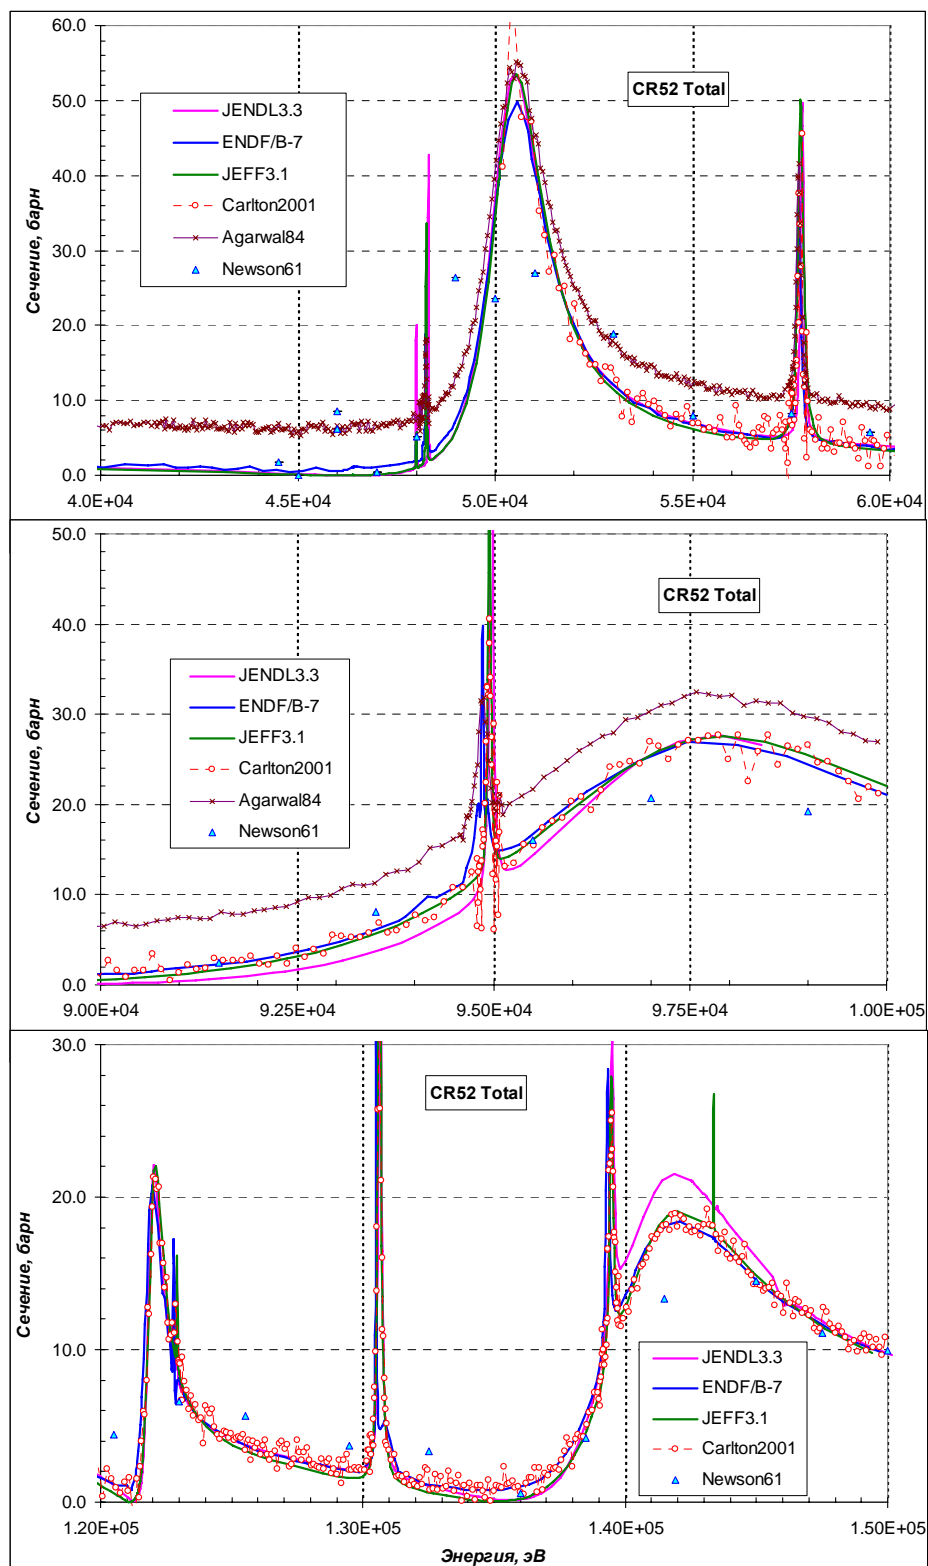 60.0
50.0
40.0
30.0
20.0
10.0
0.0
Сечение, барн
CR52 Total
JENDL3.3
ENDF/B-7
JEFF3.1
Carlton2001
Agarwal84
Newson61
4.0E+04
4.5E+04
5.0E+04
5.5E+04
6.0E+04
50.0
40.0
30.0
20.0
10.0
0.0
Сечение, барн
CR52 Total
JENDL3.3
ENDF/B-7
JEFF3.1
Carlton2001
Agarwal84
Newson61
9.00E+04
9.25E+04
9.50E+04
9.75E+04
1.00E+05
30.0
20.0
10.0
0.0
Сечение, барн
CR52 Total
JENDL3.3
ENDF/B-7
JEFF3.1
Carlton2001
Newson61
1.20E+05
1.30E+05
1.40E+05
1.50E+05
Энергия, эВ